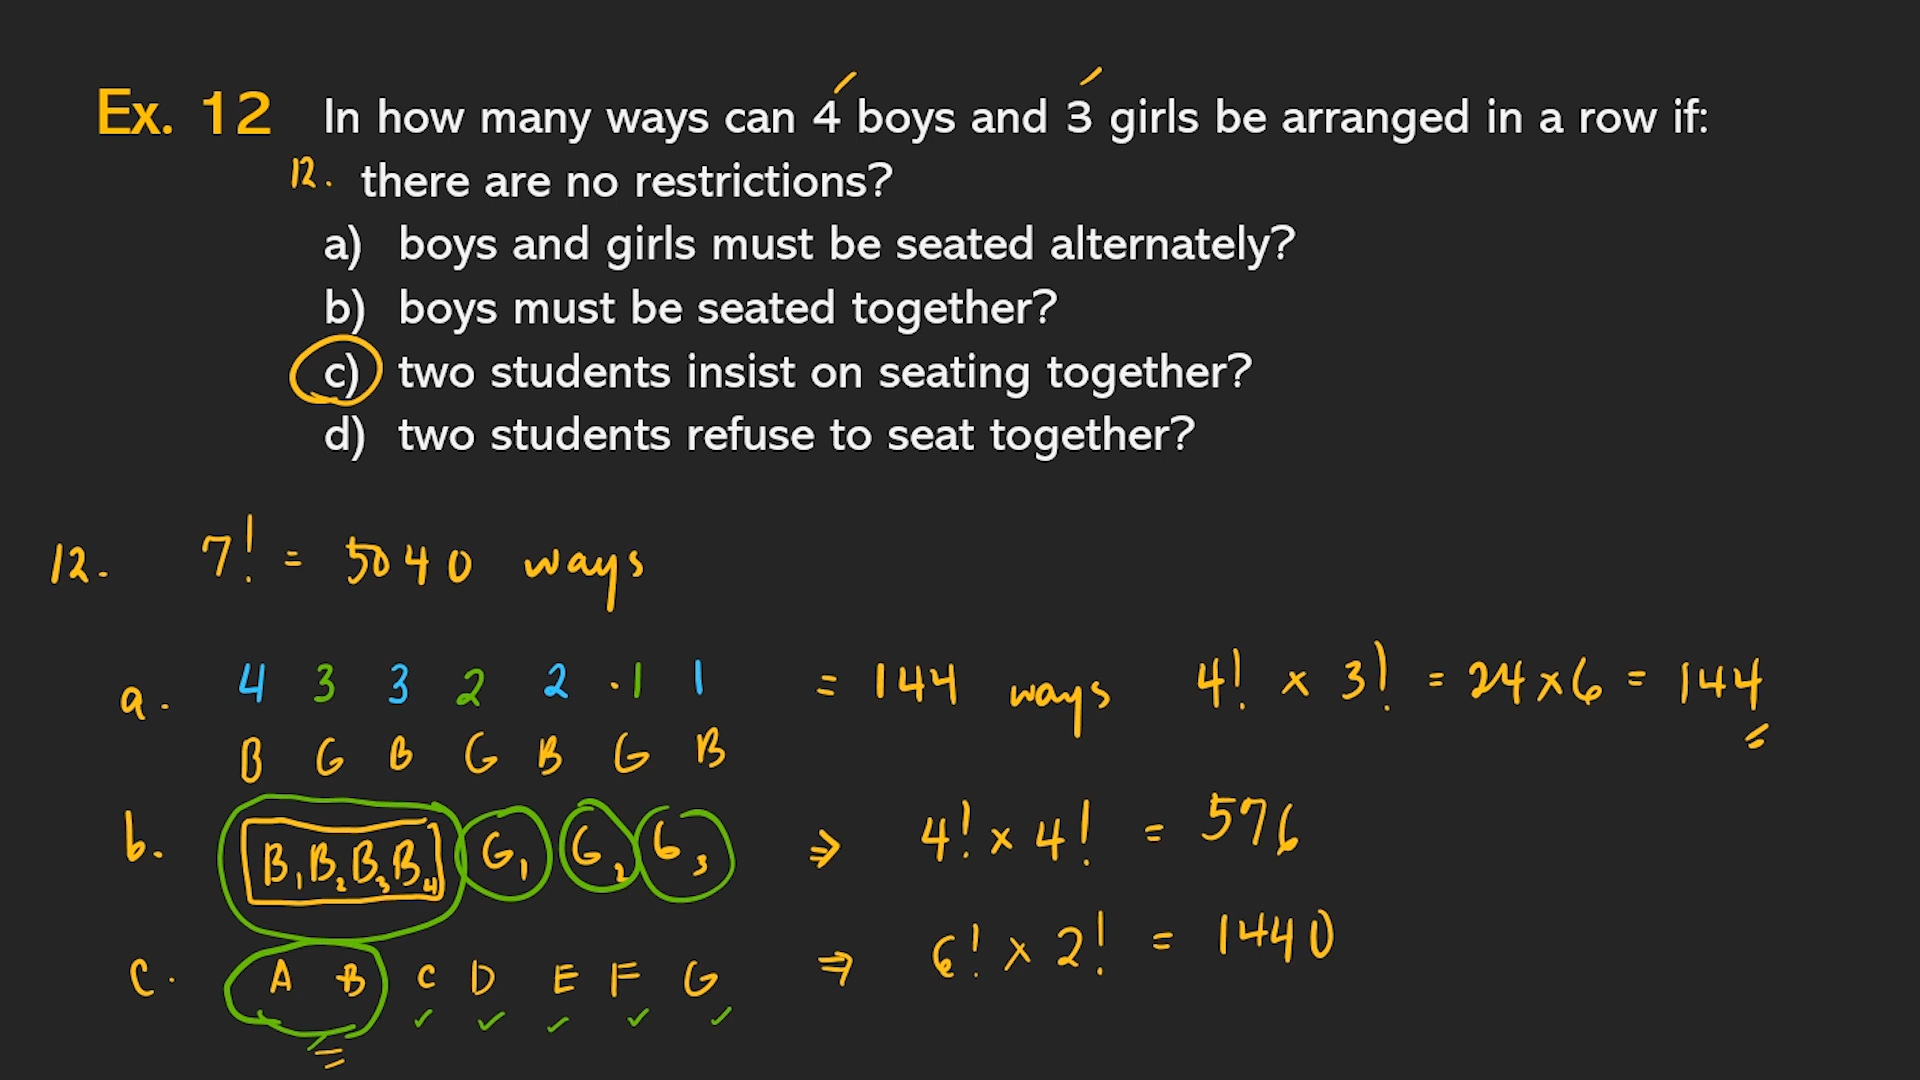 Ex. 12 In how many ways can 4 boys and 3 girls be arranged in a row if:
12. there are no restrictions?
a) boys and girls must be seated alternately?
b) boys must be seated together?
c) two students insist on seating together?
d) two students refuse to seat together?
12. 7! = 5040 ways
a. 4 3 3 2 2 · 1 1 = 144 ways 4! × 3! = 24 × 6 = 144
B G B G B G B
b. B₁ B₂ B₃ B₄ G₁ G₂ G₃ ⇒ 4! × 4! = 576
c. A B C D E F G ⇒ 6! × 2! = 1440